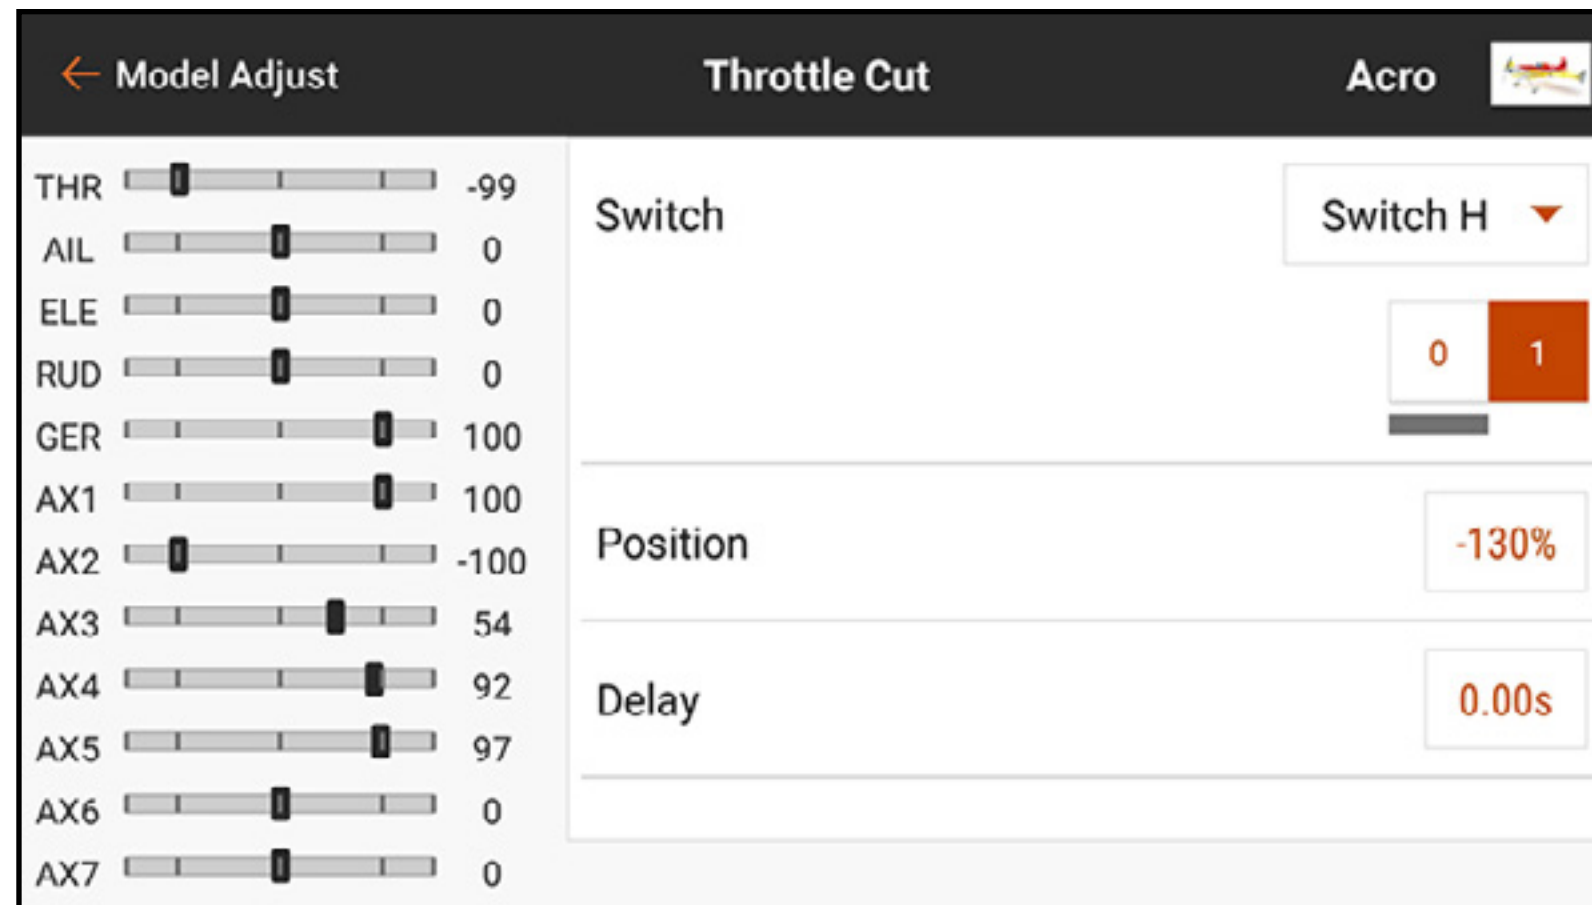 ← Model Adjust
Throttle Cut
Acro
THR -99
AIL 0
ELE 0
RUD 0
GER 100
AX1 100
AX2 -100
AX3 54
AX4 92
AX5 97
AX6 0
AX7 0
Switch
Switch H
0 1
Position -130%
Delay 0.00s